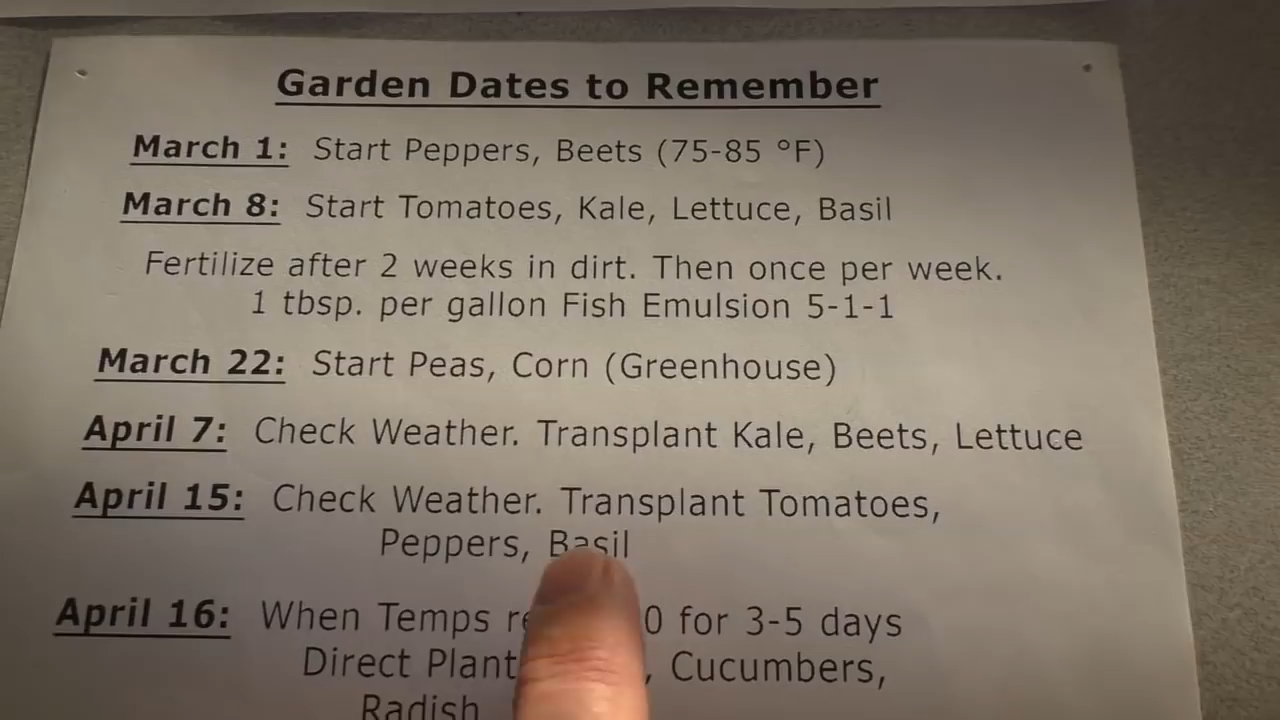 Garden Dates to Remember
March 1: Start Peppers, Beets (75-85 °F)
March 8: Start Tomatoes, Kale, Lettuce, Basil
Fertilize after 2 weeks in dirt. Then once per week.
1 tbsp. per gallon Fish Emulsion 5-1-1
March 22: Start Peas, Corn (Greenhouse)
April 7: Check Weather. Transplant Kale, Beets, Lettuce
April 15: Check Weather. Transplant Tomatoes,
Peppers, Basil
April 16: When Temps for 3-5 days
Direct Plant Cucumbers,
Radish